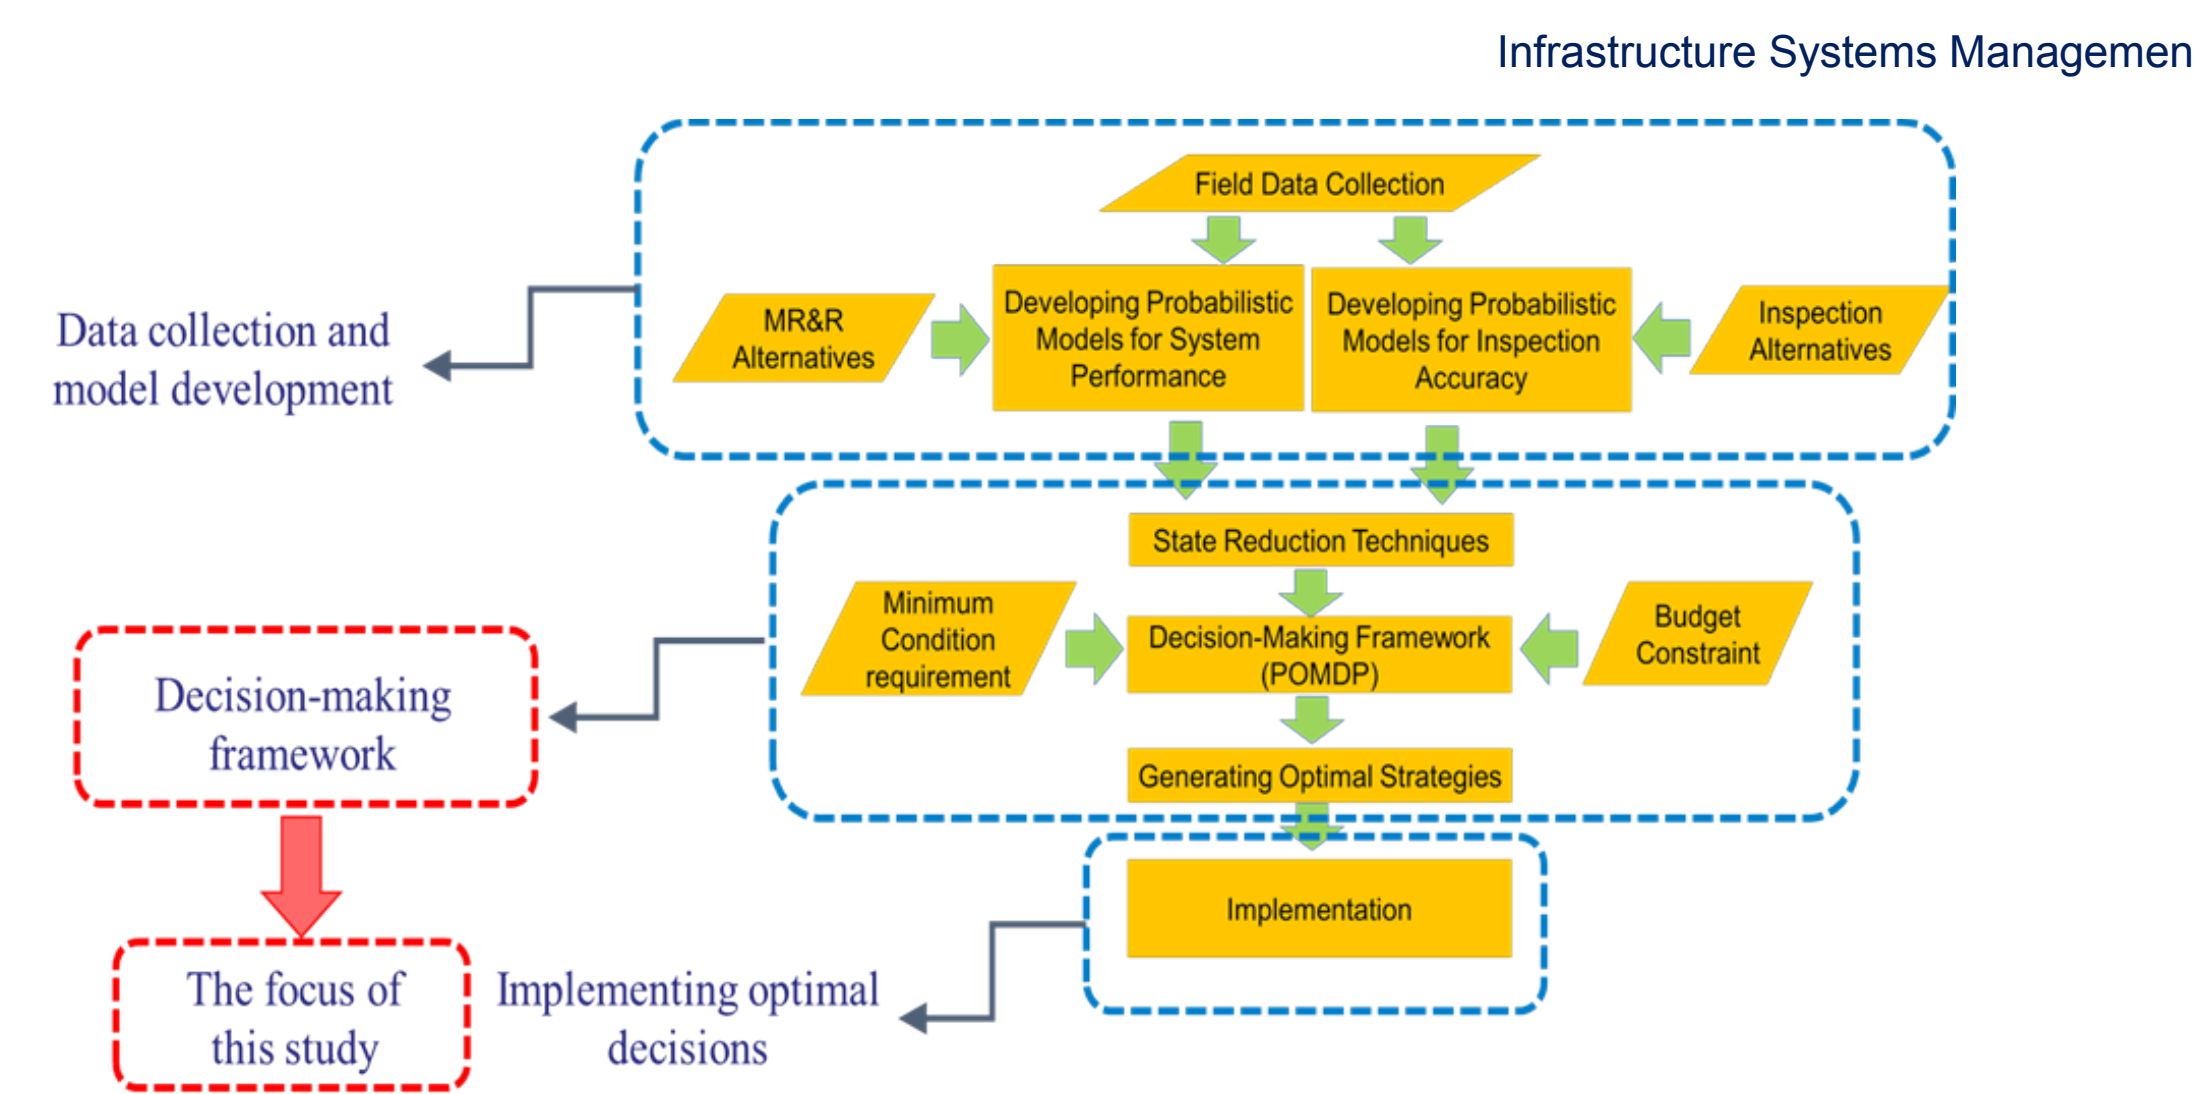 Infrastructure Systems Managemen
Field Data Collection
MR&R
Alternatives
Developing Probabilistic
Models for System
Performance
Developing Probabilistic
Models for Inspection
Accuracy
Inspection
Alternatives
Data collection and
model development
State Reduction Techniques
Minimum
Condition
requirement
Decision-Making Framework
(POMDP)
Budget
Constraint
Decision-making
framework
Generating Optimal Strategies
Implementation
The focus of
this study
Implementing optimal
decisions